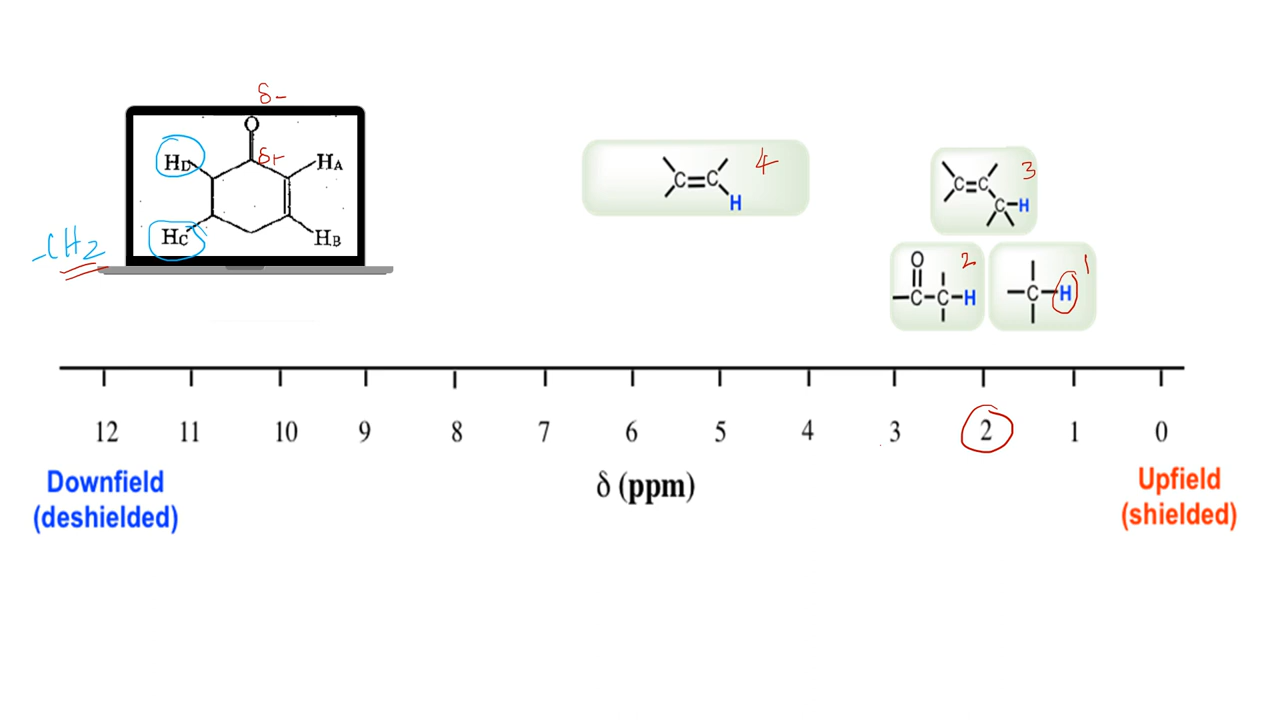 δ-
O
HD
δ+
HA
HC
HB
-CH2
C=C
H
4
C=C
C-H
3
O
-C-C-H
2
-C-H
1
12 11 10 9 8 7 6 5 4 3 2 1 0
Downfield
(deshielded)
δ (ppm)
Upfield
(shielded)